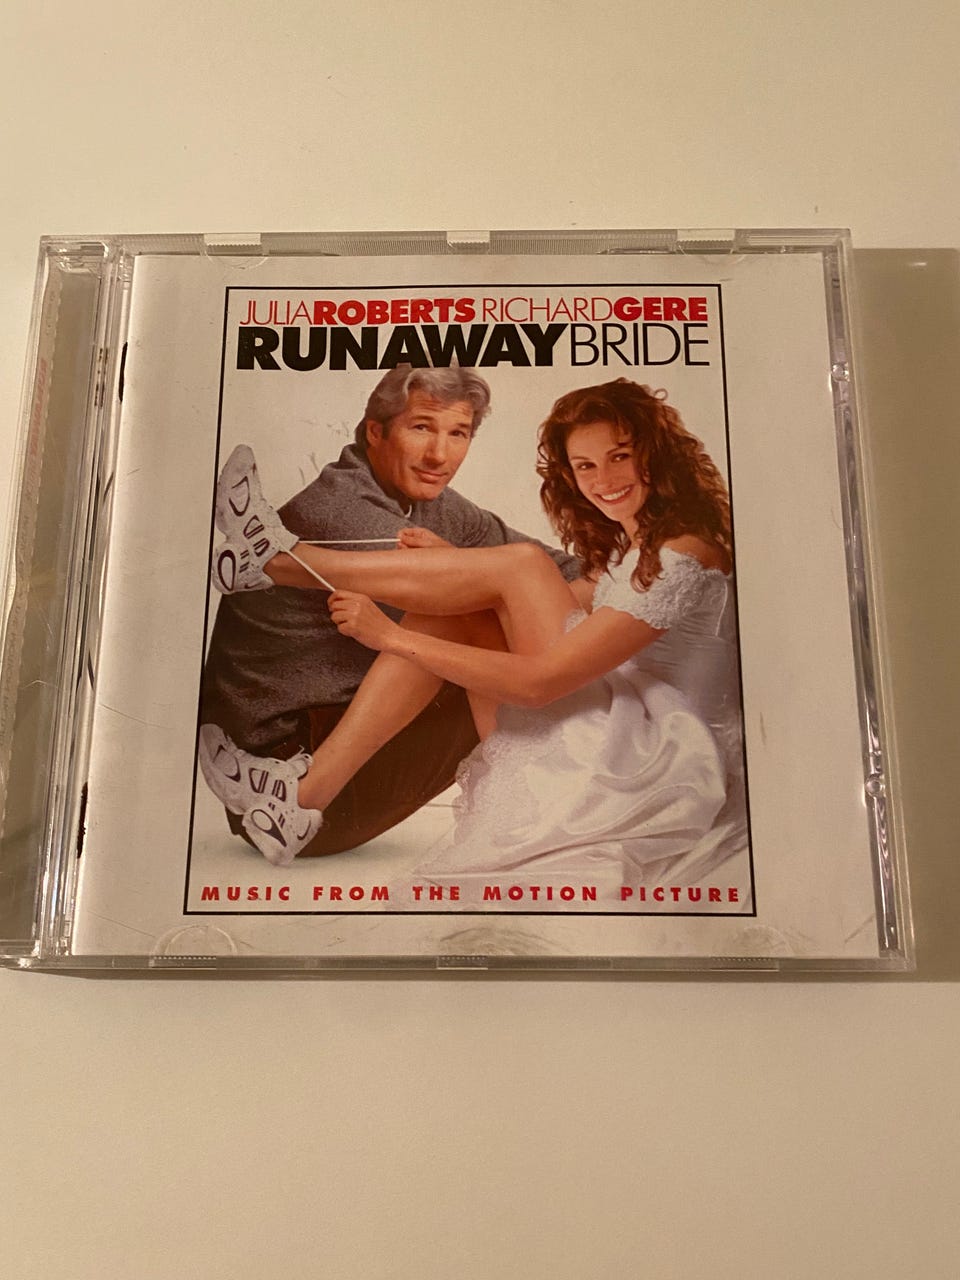 JULIAROBERTS RICHARDGERE
RUNAWAYBRIDE
MUSIC FROM THE MOTION PICTURE